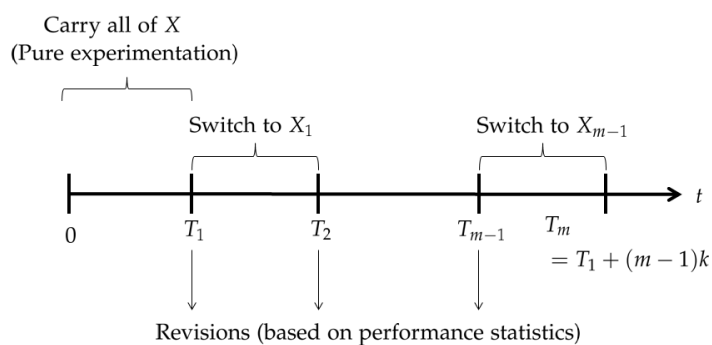 Carry all of X
(Pure experimentation)
Switch to X₁
Switch to Xₘ₋₁
t
0
T₁
T₂
Tₘ₋₁
Tₘ
= T₁ + (m − 1)k
Revisions (based on performance statistics)